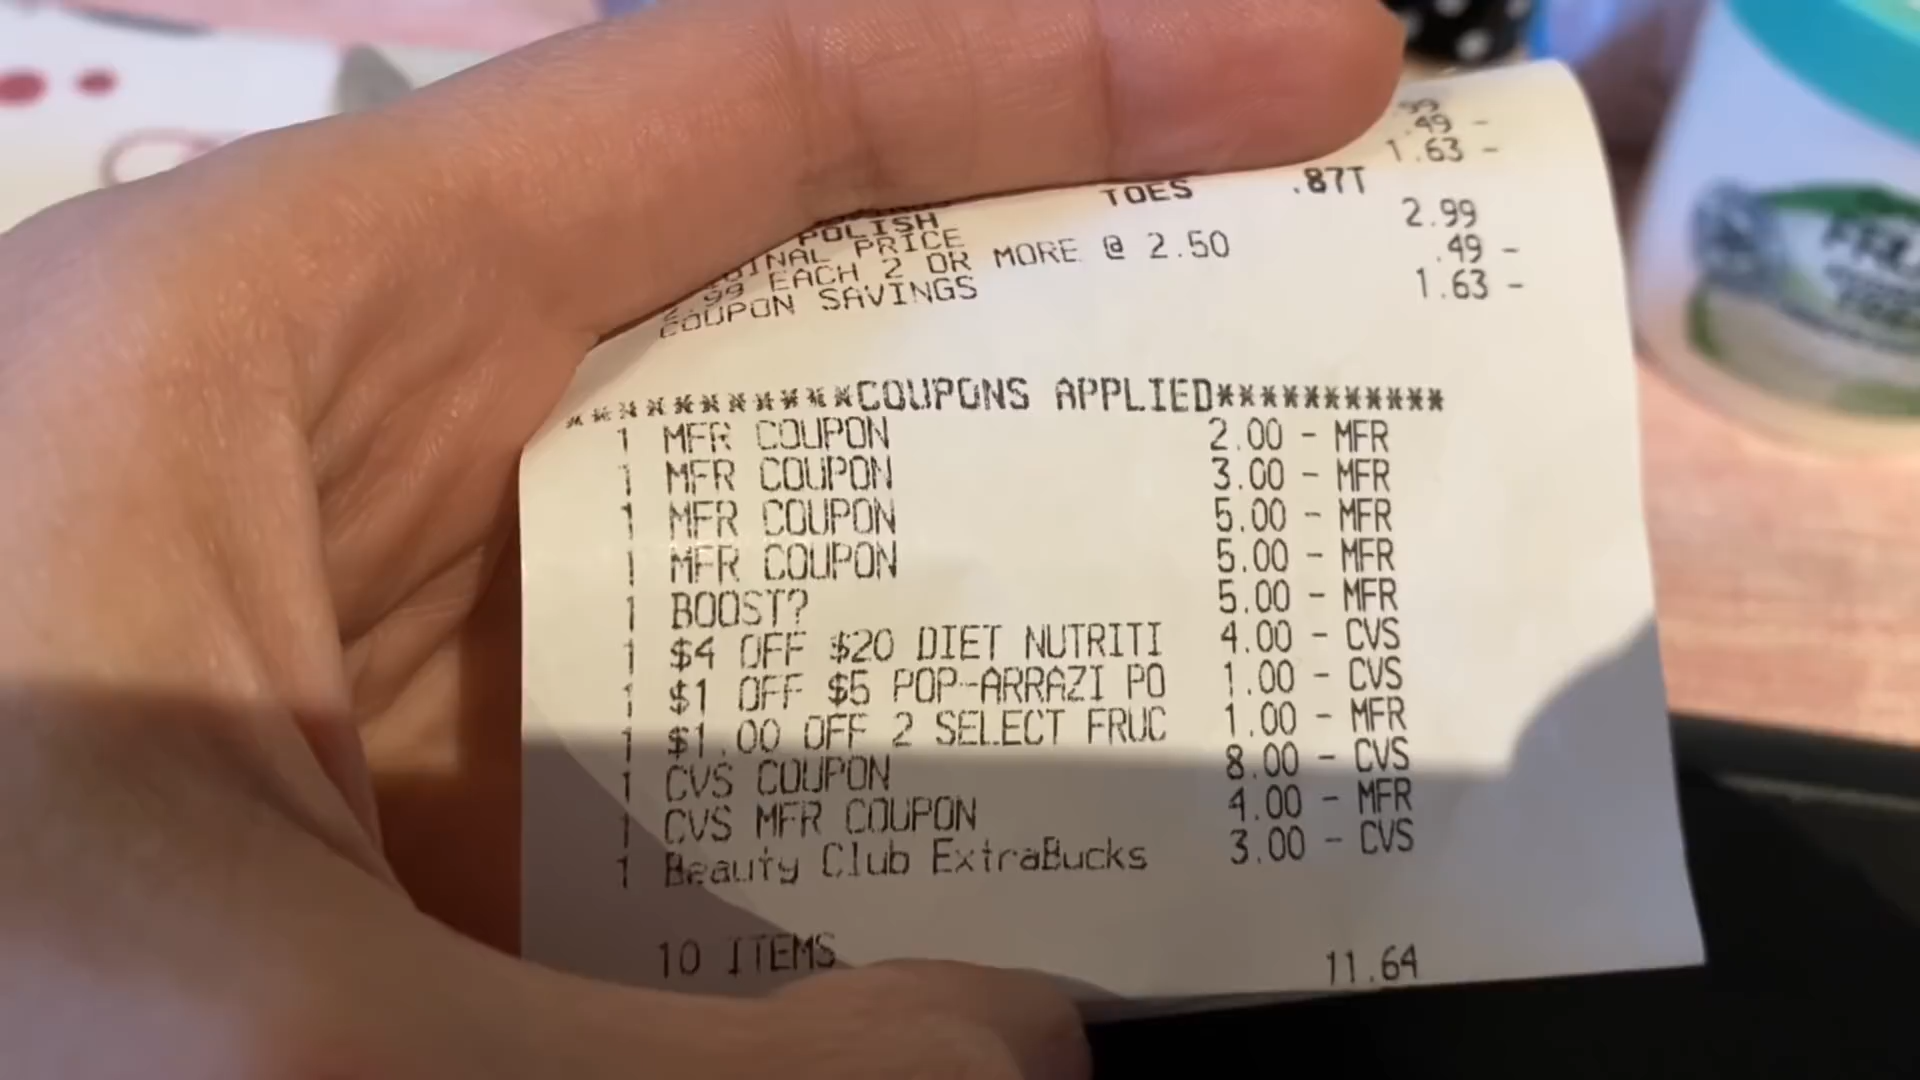 .99
.49 -
1.63 -
TOES .87T
POLISH
INAL PRICE 2.99
2.99 EACH 2 OR MORE @ 2.50 .49 -
COUPON SAVINGS 1.63 -
***********COUPONS APPLIED***********
1 MFR COUPON 2.00 - MFR
1 MFR COUPON 3.00 - MFR
1 MFR COUPON 5.00 - MFR
1 MFR COUPON 5.00 - MFR
1 BOOST? 5.00 - MFR
1 $4 OFF $20 DIET NUTRITI 4.00 - CVS
1 $1 OFF $5 POP-ARRAZI PO 1.00 - CVS
1 $1.00 OFF 2 SELECT FRUC 1.00 - MFR
1 CVS COUPON 8.00 - CVS
1 CVS MFR COUPON 4.00 - MFR
1 Beauty Club ExtraBucks 3.00 - CVS
10 ITEMS 11.64